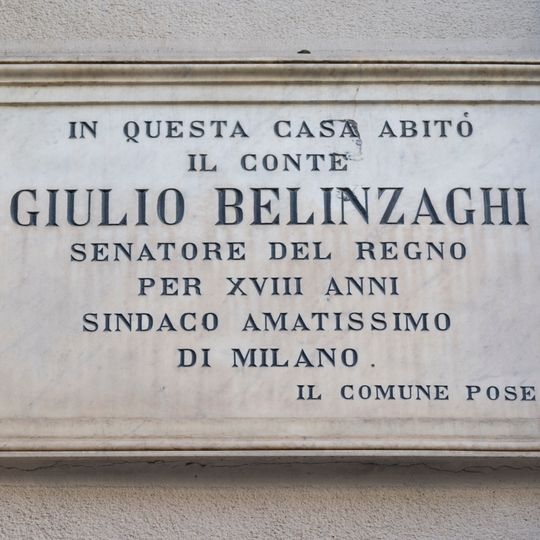 IN QUESTA CASA ABITÒ
IL CONTE
GIULIO BELINZAGHI
SENATORE DEL REGNO
PER XVIII ANNI
SINDACO AMATISSIMO
DI MILANO.
IL COMUNE POSE